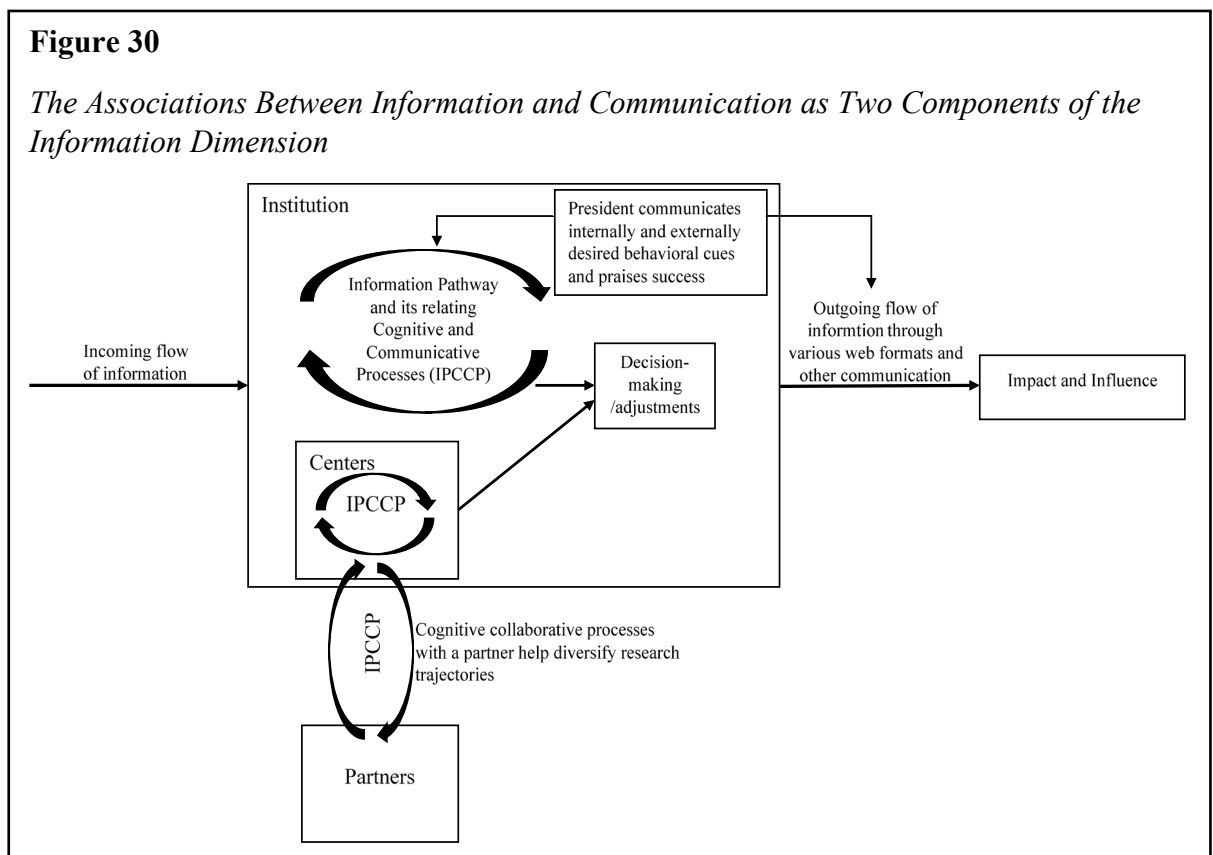 Figure 30
The Associations Between Information and Communication as Two Components of the
Information Dimension
Institution
President communicates
internally and externally
desired behavioral cues
and praises success
Information Pathway
and its relating
Cognitive and
Communicative
Processes (IPCCP)
Incoming flow
of information
Decision-
making
/adjustments
Outgoing flow of
informtion through
various web formats and
other communication
Impact and Influence
Centers
IPCCP
IPCCP
Cognitive collaborative processes
with a partner help diversify research
trajectories
Partners